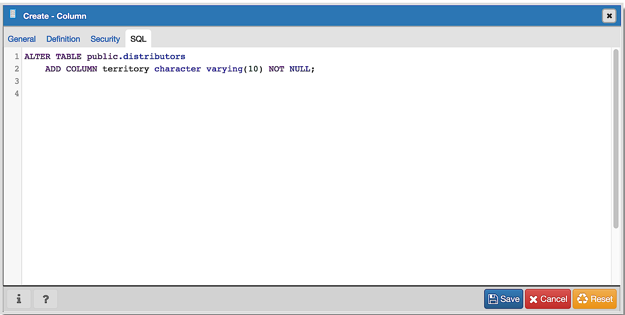 Create - Column
General Definition Security SQL
1 ALTER TABLE public.distributors
2 ADD COLUMN territory character varying(10) NOT NULL;
3
4
i ? Save Cancel Reset